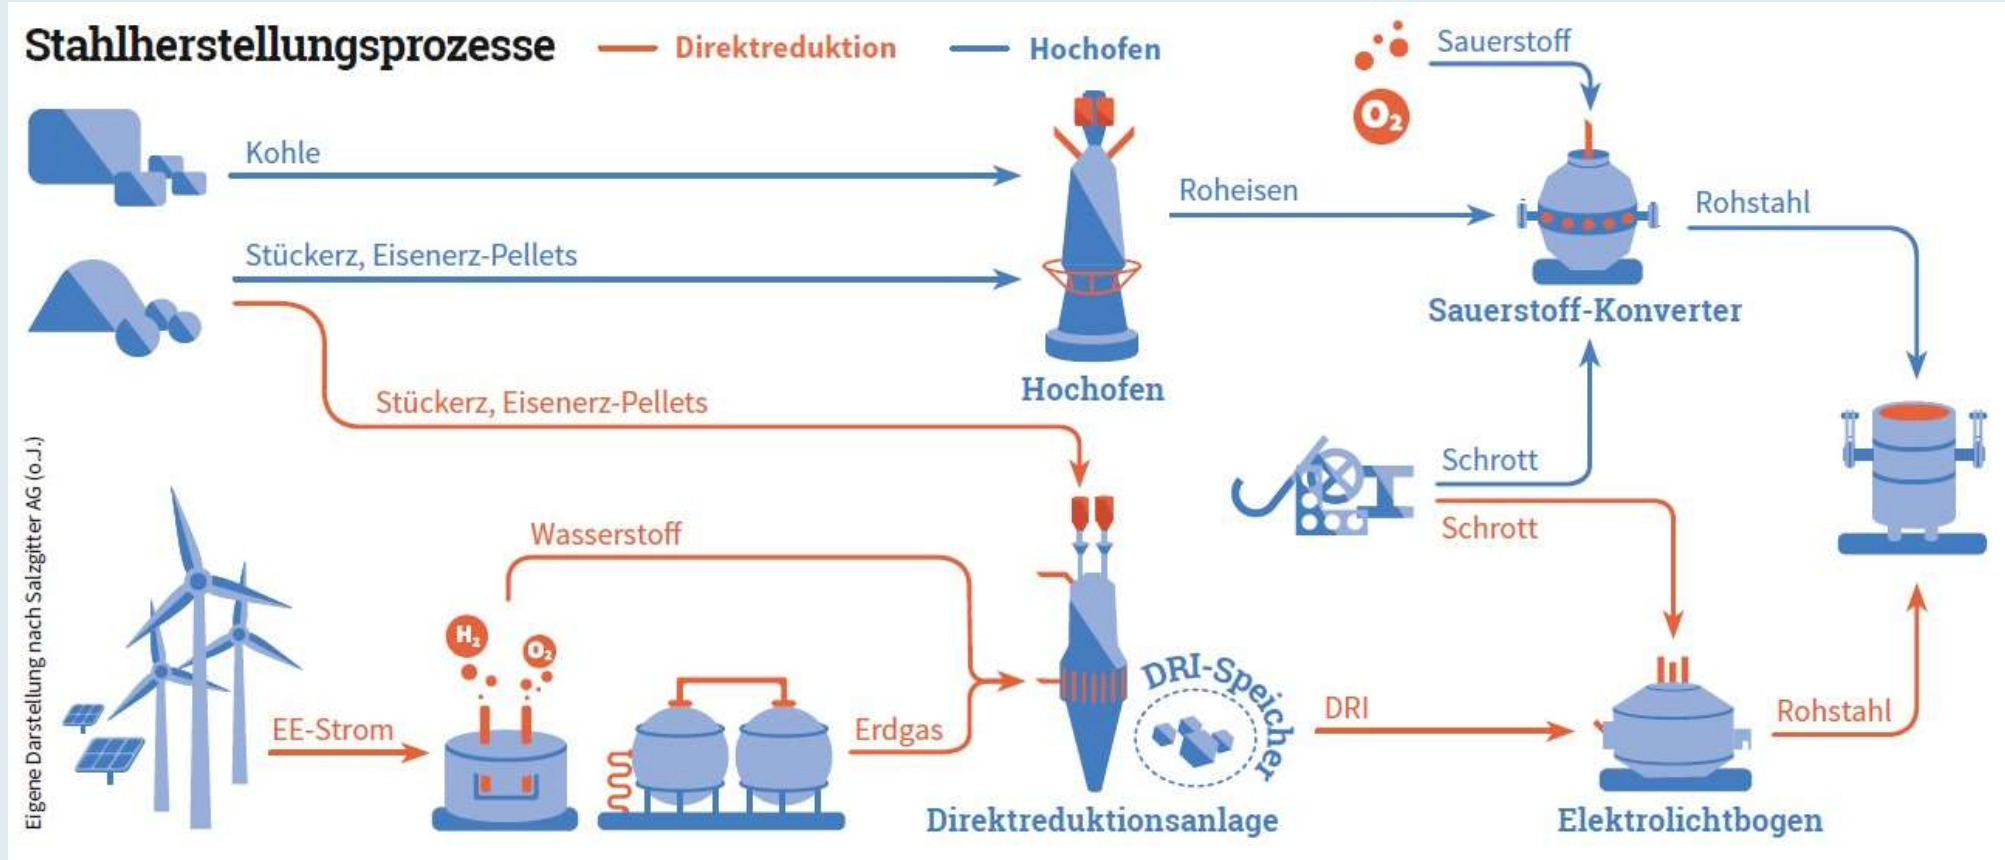 Stahlherstellungsprozesse
Direktreduktion
Hochofen
Sauerstoff
O₂
Kohle
Roheisen
Rohstahl
Stückerz, Eisenerz-Pellets
Sauerstoff-Konverter
Hochofen
Stückerz, Eisenerz-Pellets
Schrott
Schrott
Wasserstoff
H₂
O₂
DRI-Speicher
EE-Strom
Erdgas
DRI
Rohstahl
Direktreduktionsanlage
Elektrolichtbogen
Eigene Darstellung nach Salzgitter AG (o.J.)